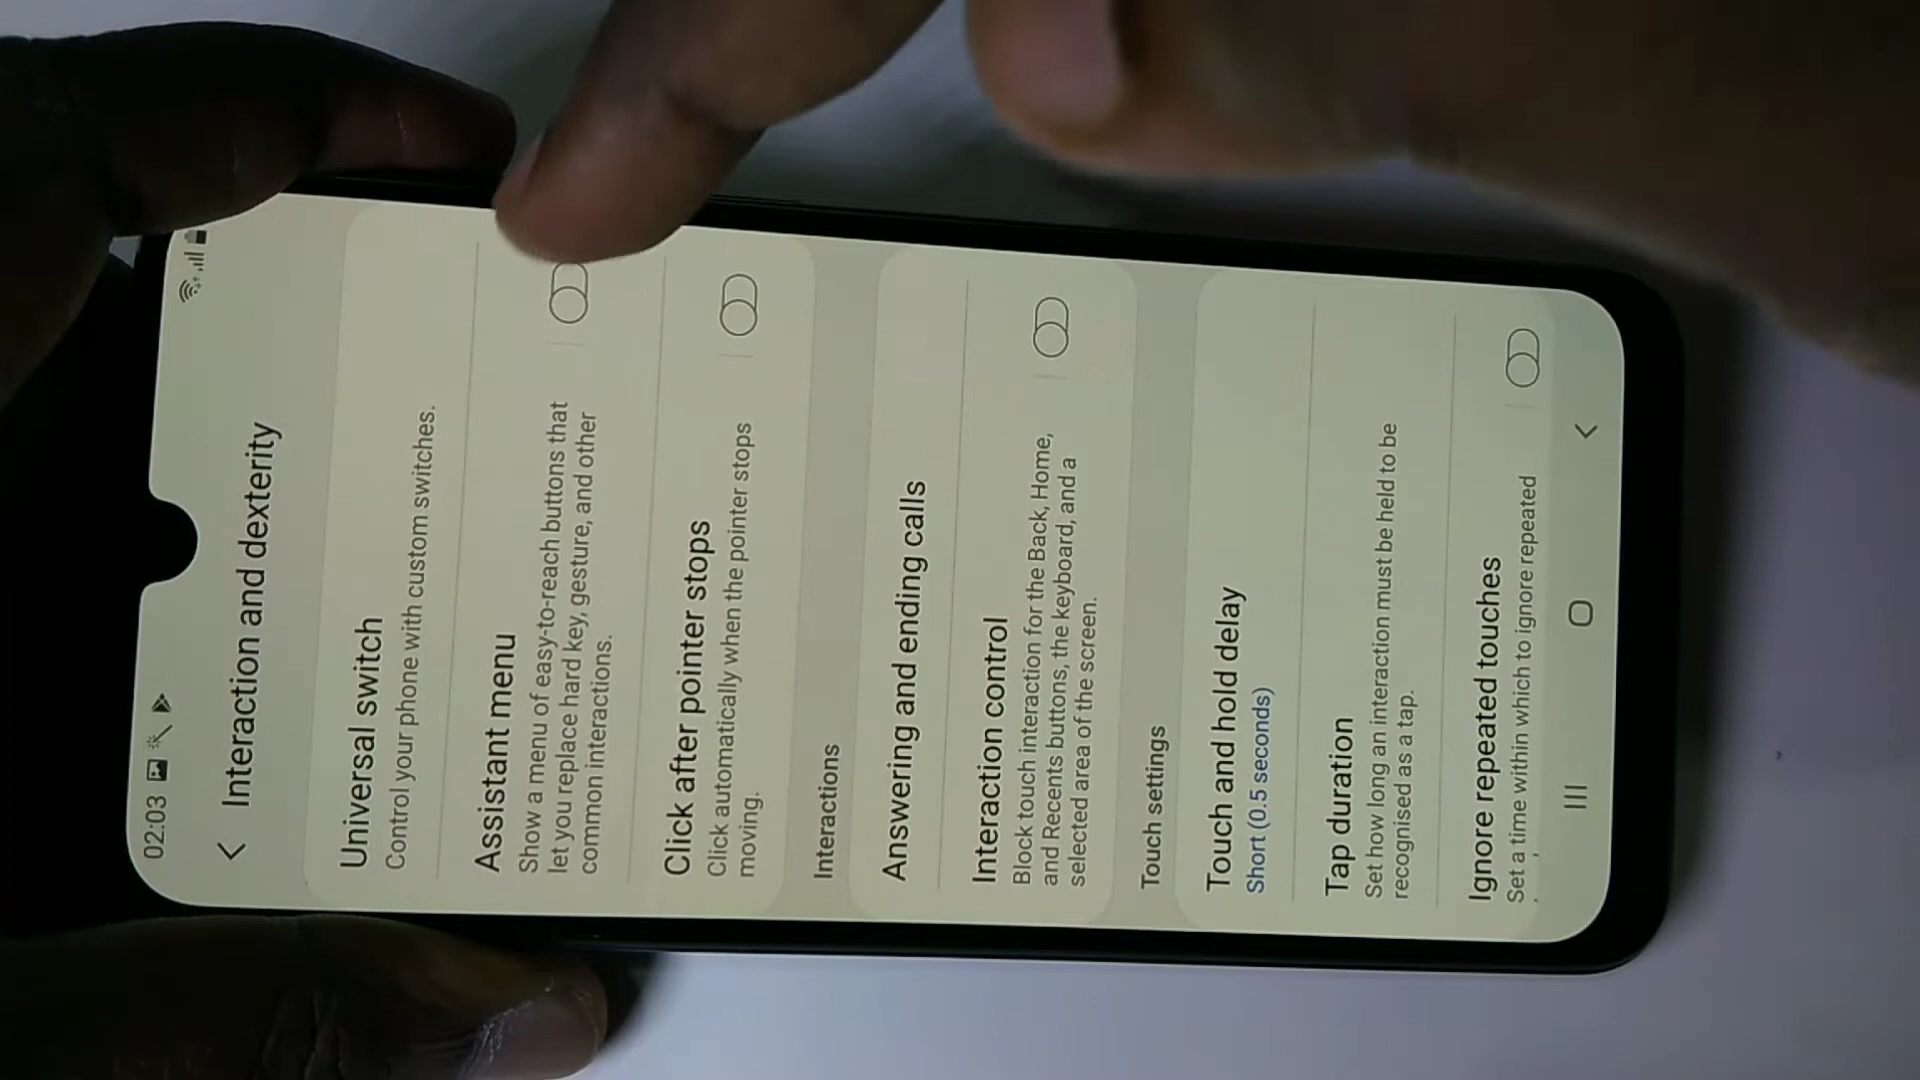 02:03
Interaction and dexterity
Universal switch
Control your phone with custom switches.
Assistant menu
Show a menu of easy-to-reach buttons that
let you replace hard key, gesture, and other
common interactions.
Click after pointer stops
Click automatically when the pointer stops
moving.
Interactions
Answering and ending calls
Interaction control
Block touch interaction for the Back, Home,
and Recents buttons, the keyboard, and a
selected area of the screen.
Touch settings
Touch and hold delay
Short (0.5 seconds)
Tap duration
Set how long an interaction must be held to be
recognised as a tap.
Ignore repeated touches
Set a time within which to ignore repeated